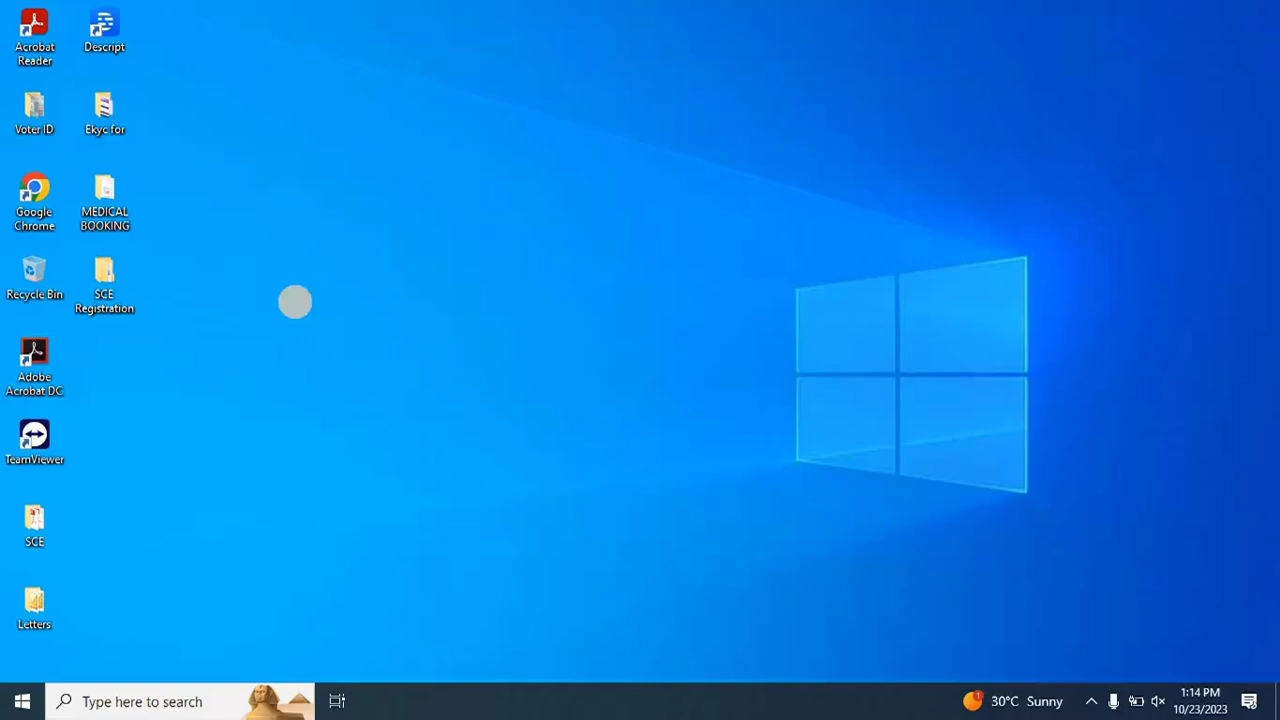 Acrobat
Reader
Descript
Voter ID
Ekyc for
Google
Chrome
MEDICAL
BOOKING
Recycle Bin
SCE
Registration
Adobe
Acrobat DC
TeamViewer
SCE
Letters
Type here to search
1
30°C Sunny
1:14 PM
10/23/2023